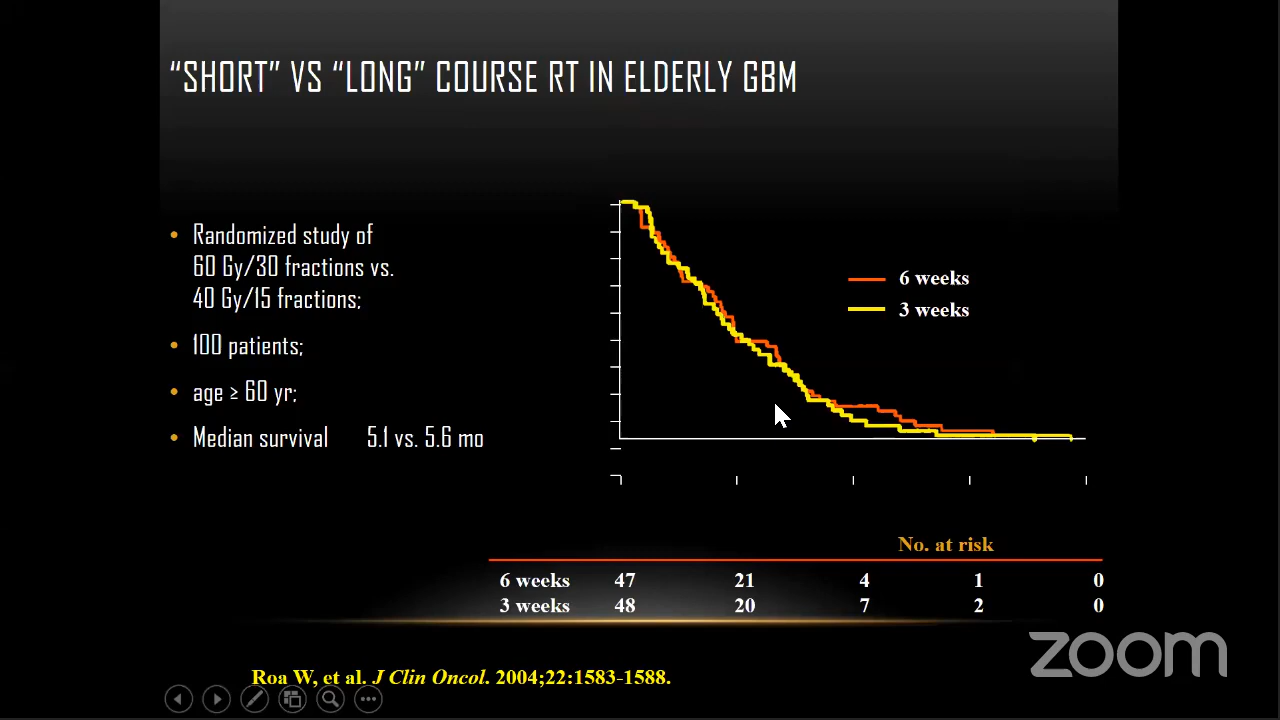 “SHORT” VS “LONG” COURSE RT IN ELDERLY GBM
• Randomized study of
60 Gy/30 fractions vs.
40 Gy/15 fractions;
• 100 patients;
• age ≥ 60 yr;
• Median survival 5.1 vs. 5.6 mo
6 weeks
3 weeks
No. at risk
6 weeks 47 21 4 1 0
3 weeks 48 20 7 2 0
Roa W, et al. J Clin Oncol. 2004;22:1583-1588.
zoom